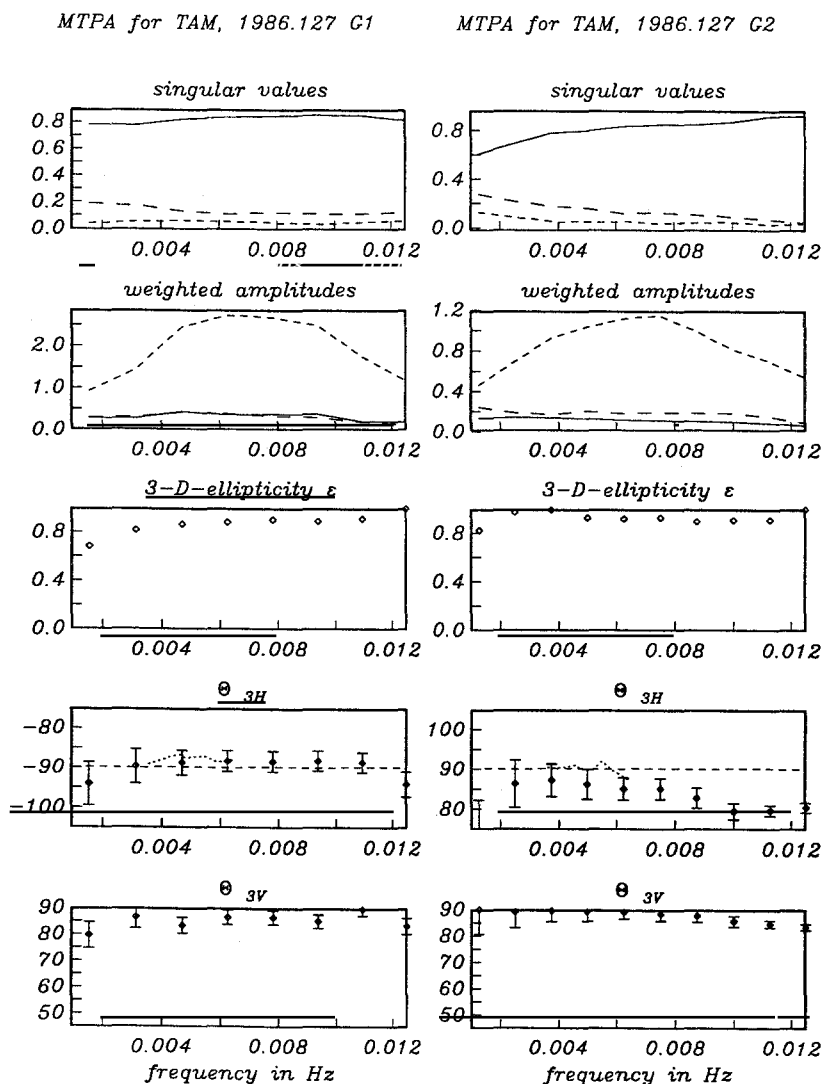 MTPA for TAM, 1986.127 G1
MTPA for TAM, 1986.127 G2
singular values
0.8
0.6
0.4
0.2
0.0
0.004 0.008 0.012
singular values
0.8
0.4
0.0
0.004 0.008 0.012
weighted amplitudes
2.0
1.0
0.0
0.004 0.008 0.012
weighted amplitudes
1.2
0.8
0.4
0.0
0.004 0.008 0.012
3-D-ellipticity ε
0.8
0.4
0.0
0.004 0.008 0.012
3-D-ellipticity ε
0.8
0.4
0.0
0.004 0.008 0.012
Θ 3H
-80
-90
-100
0.004 0.008 0.012
Θ 3H
100
90
80
0.004 0.008 0.012
Θ 3V
90
80
70
60
50
0.004 0.008 0.012
frequency in Hz
Θ 3V
90
80
70
60
50
0.004 0.008 0.012
frequency in Hz